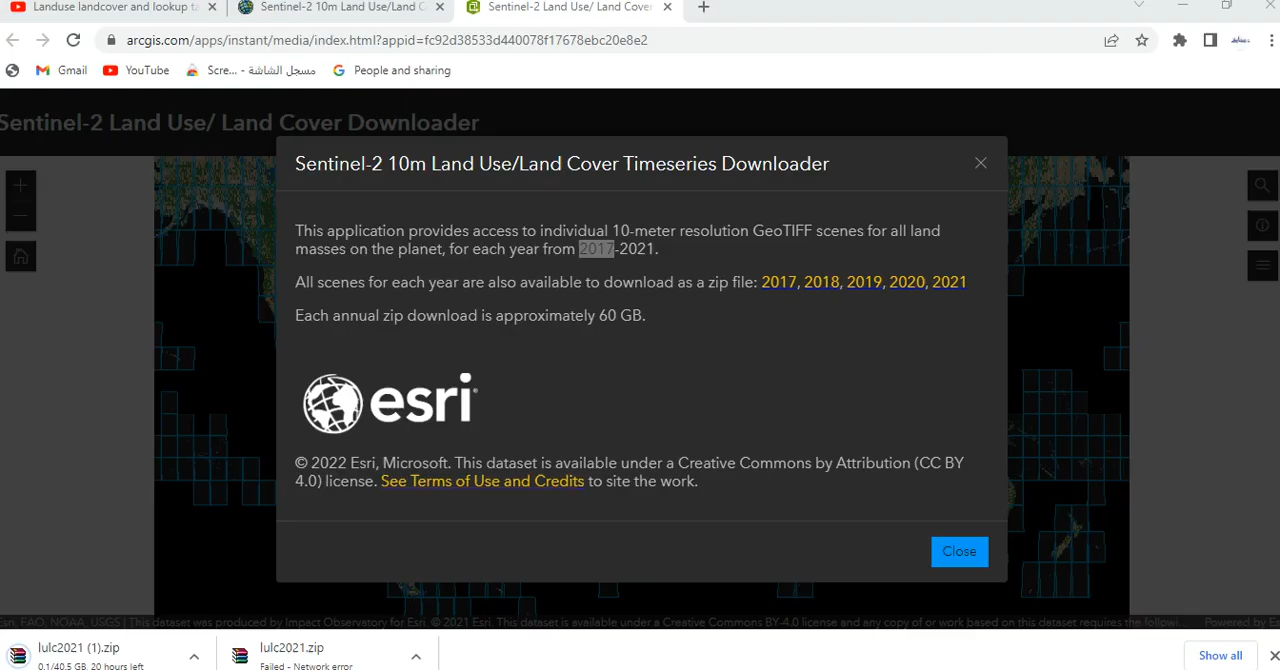 Landuse landcover and lookup ta
Sentinel-2 10m Land Use/Land C
Sentinel-2 Land Use/ Land Cover
arcgis.com/apps/instant/media/index.html?appid=fc92d38533d440078f17678ebc20e8e2
Gmail
YouTube
Scre... - مسجل الشاشة
People and sharing
Sentinel-2 Land Use/ Land Cover Downloader
Sentinel-2 10m Land Use/Land Cover Timeseries Downloader
This application provides access to individual 10-meter resolution GeoTIFF scenes for all land
masses on the planet, for each year from 2017-2021.
All scenes for each year are also available to download as a zip file: 2017, 2018, 2019, 2020, 2021
Each annual zip download is approximately 60 GB.
esri
© 2022 Esri, Microsoft. This dataset is available under a Creative Commons by Attribution (CC BY
4.0) license. See Terms of Use and Credits to site the work.
Close
Esri, FAO, NOAA, USGS | This dataset was produced by Impact Observatory for Esri. © 2021 Esri. This dataset is available under a Creative Commons BY-4.0 license and any copy of or work based on this dataset requires the followi... Powered by Es
lulc2021 (1).zip
0.1/40.5 GB, 20 hours left
lulc2021.zip
Failed - Network error
Show all